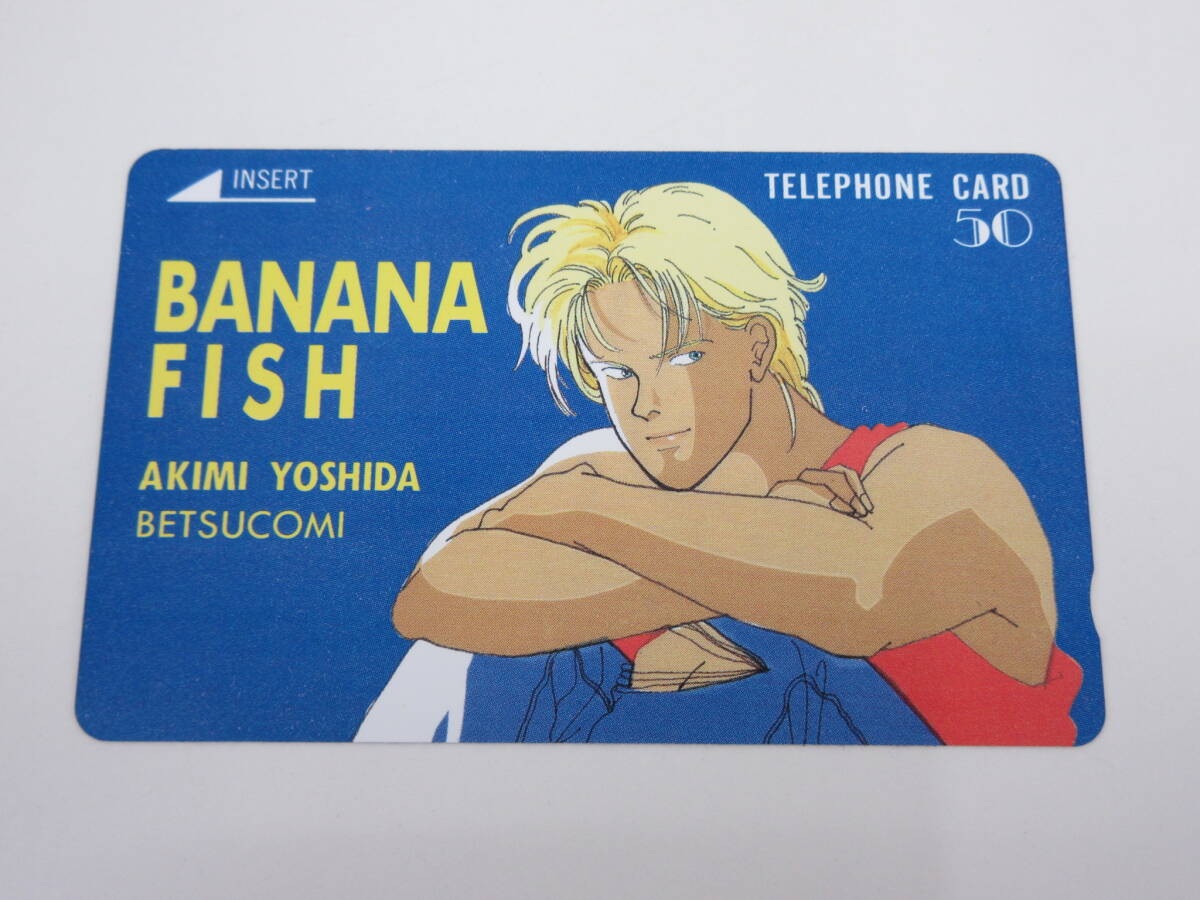 INSERT
TELEPHONE CARD
50
BANANA
FISH
AKIMI YOSHIDA
BETSUCOMI